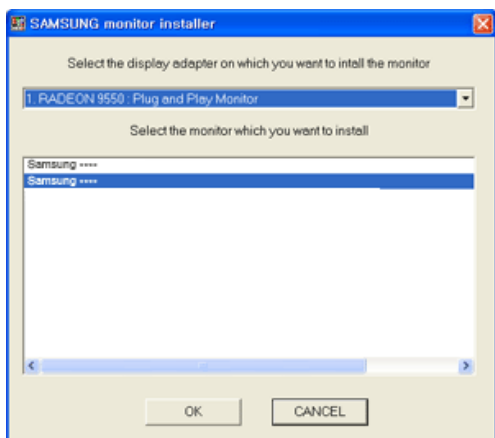 SAMSUNG monitor installer
Select the display adapter on which you want to intall the monitor
1. RADEON 9550 : Plug and Play Monitor
Select the monitor which you want to install
Samsung ----
Samsung ----
OK
CANCEL